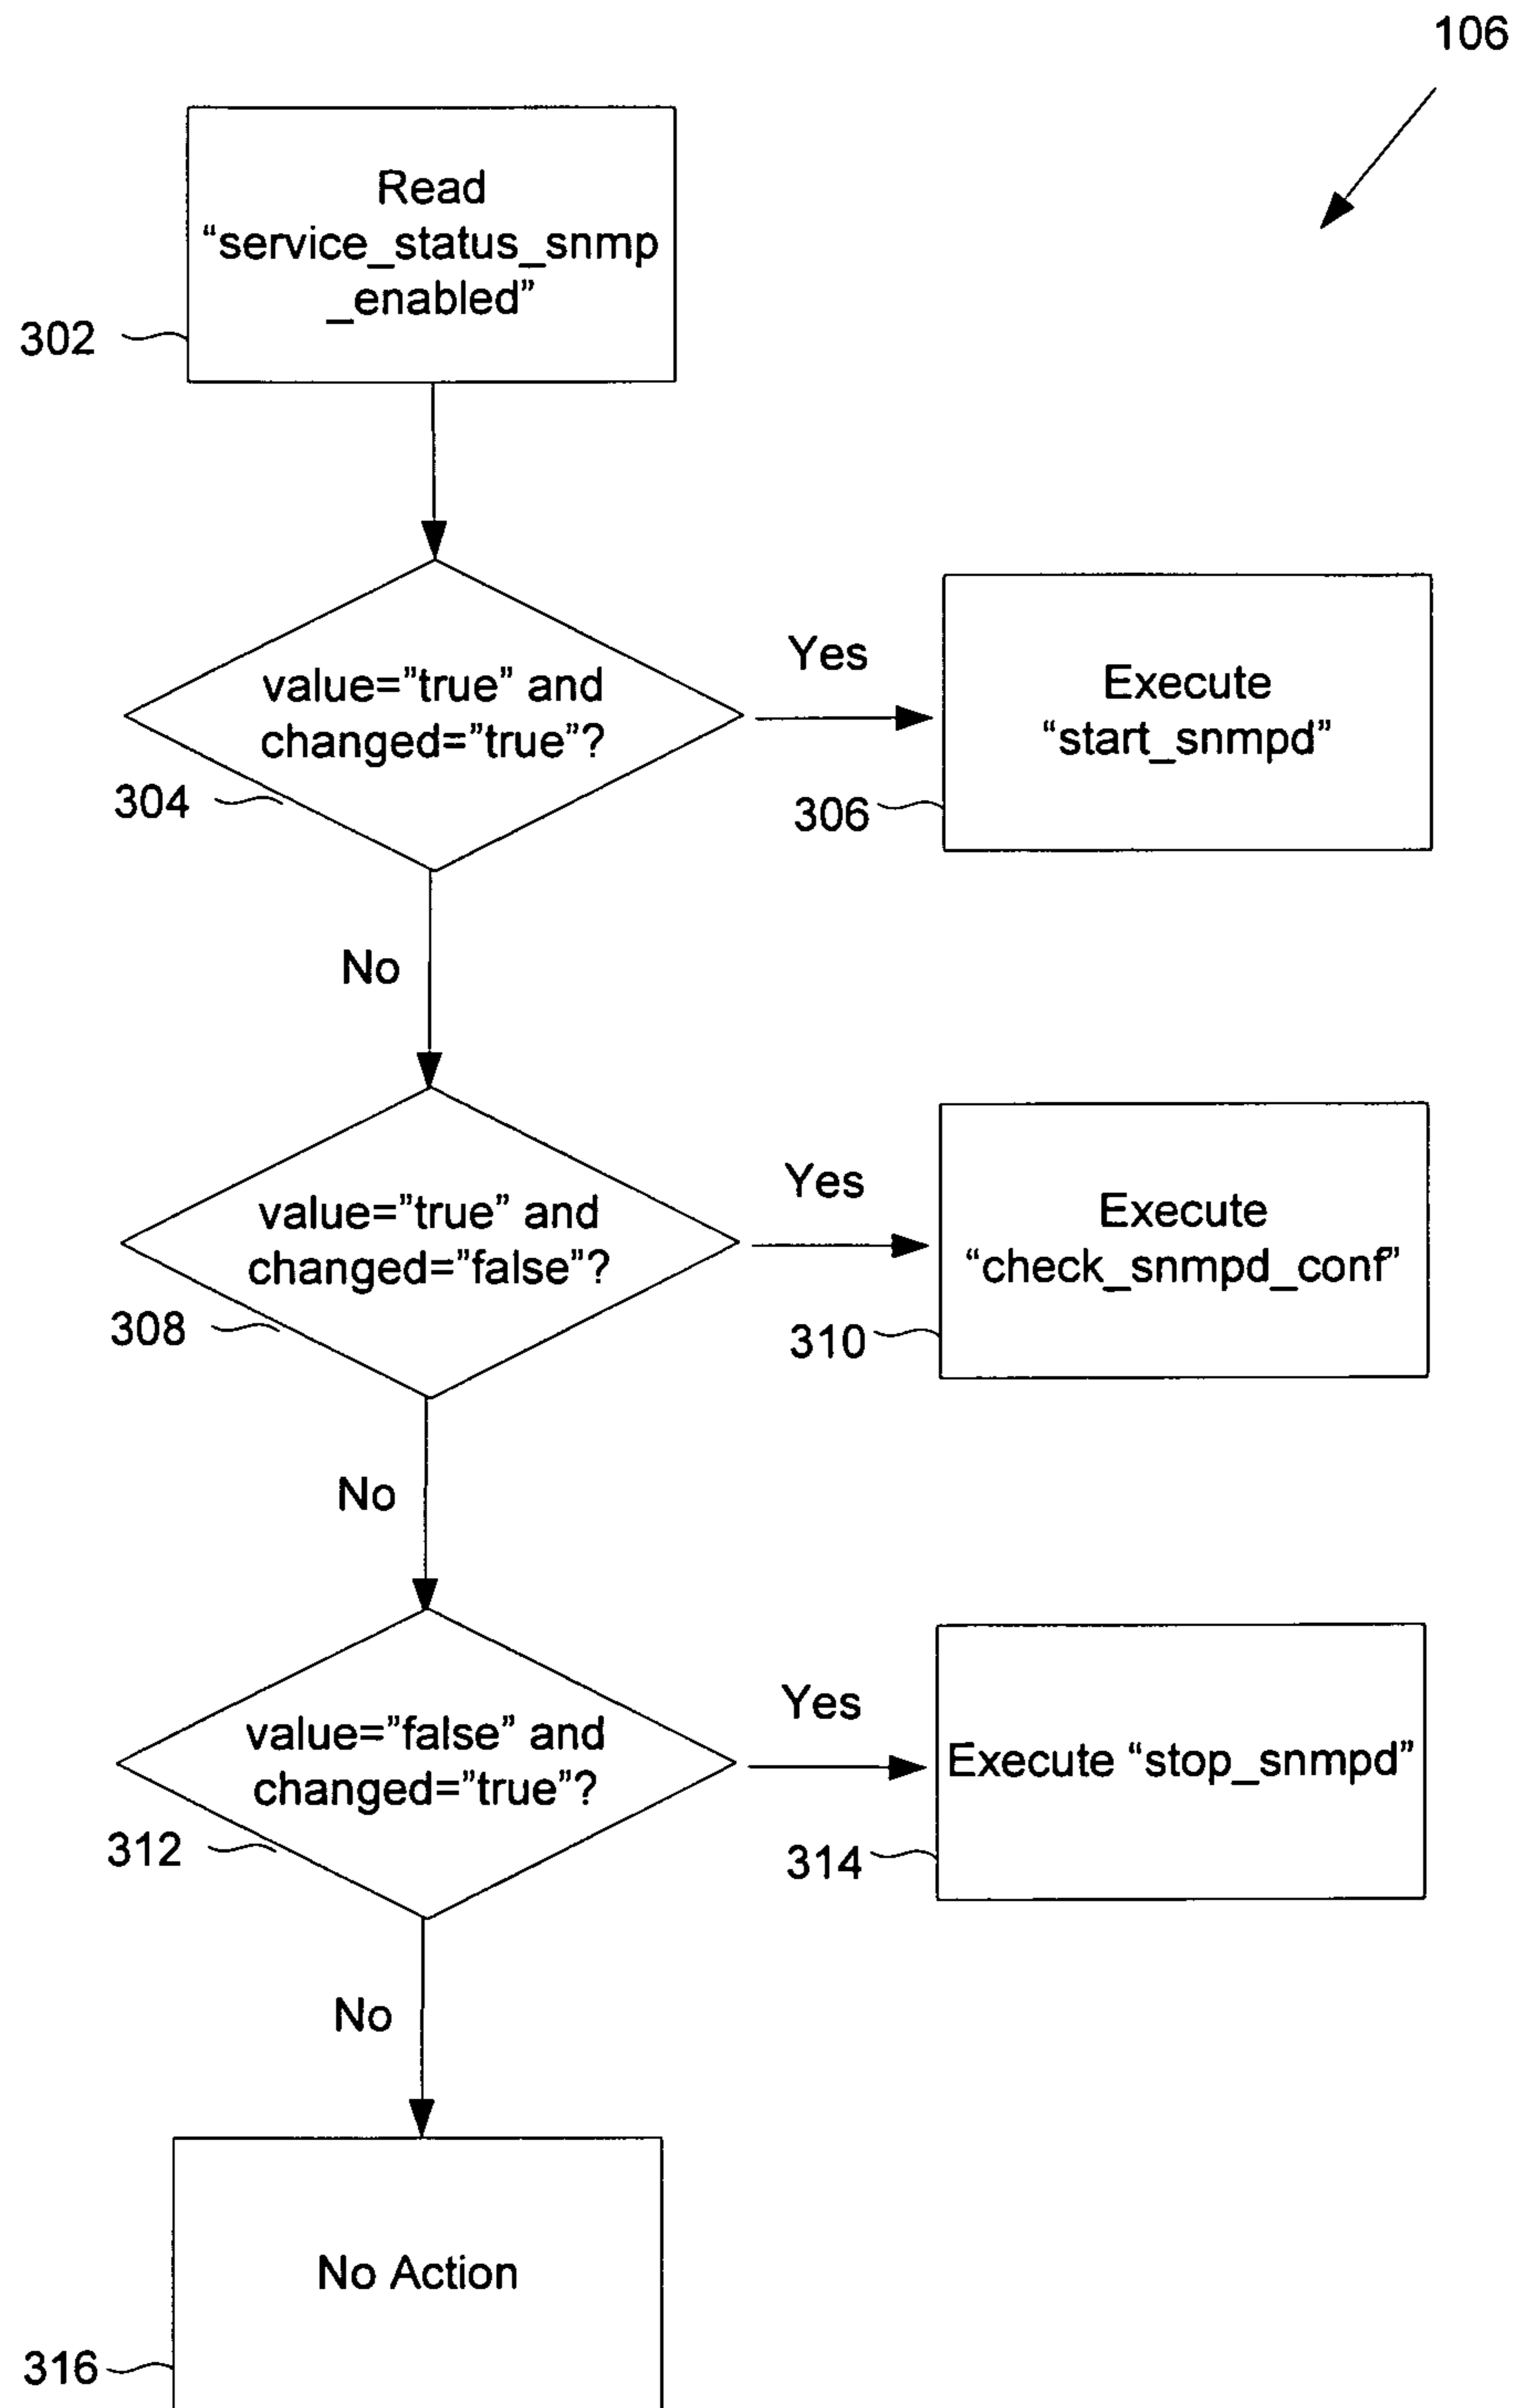 106
Read
“service_status_snmp
_enabled”
302
value=”true” and
changed=”true”?
304
Yes
Execute
“start_snmpd”
306
No
value=”true” and
changed=”false”?
308
Yes
Execute
“check_snmpd_conf”
310
No
value=”false” and
changed=”true”?
312
Yes
Execute “stop_snmpd”
314
No
No Action
316